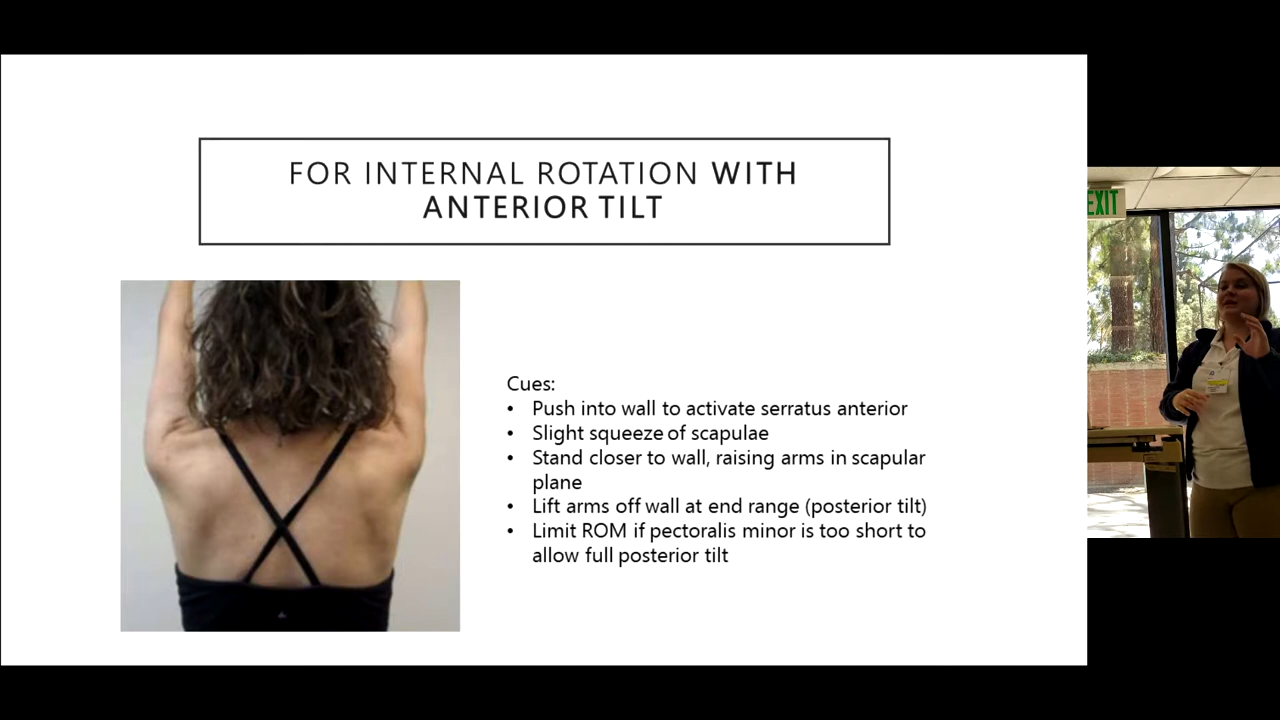 FOR INTERNAL ROTATION WITH
ANTERIOR TILT
Cues:
• Push into wall to activate serratus anterior
• Slight squeeze of scapulae
• Stand closer to wall, raising arms in scapular
plane
• Lift arms off wall at end range (posterior tilt)
• Limit ROM if pectoralis minor is too short to
allow full posterior tilt
EXIT